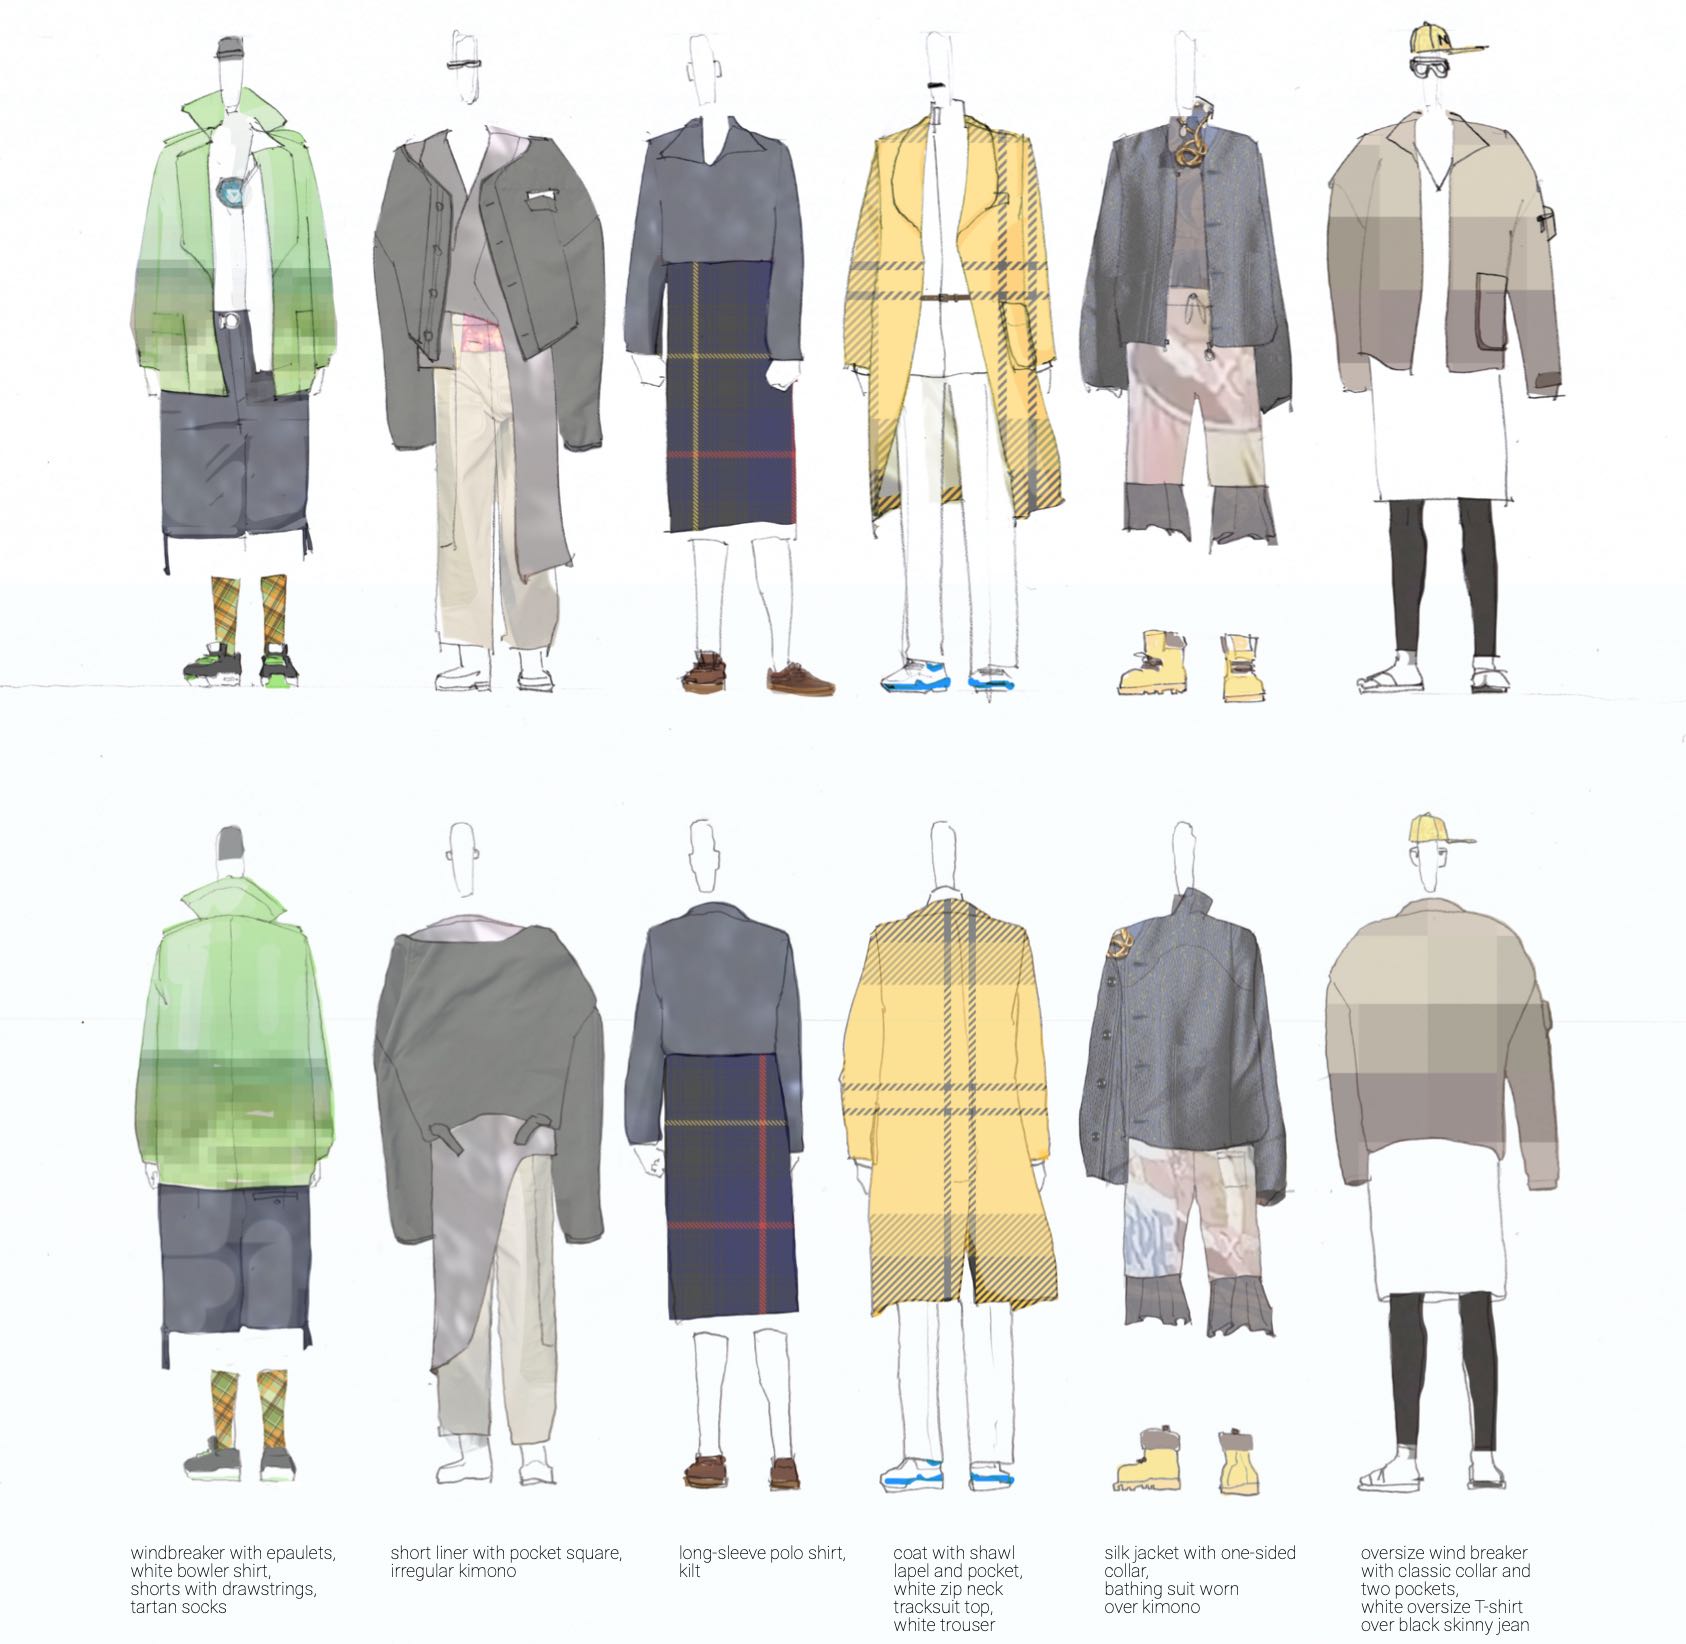 N
windbreaker with epaulets,
white bowler shirt,
shorts with drawstrings,
tartan socks
short liner with pocket square,
irregular kimono
long-sleeve polo shirt,
kilt
coat with shawl
lapel and pocket,
white zip neck
tracksuit top,
white trouser
silk jacket with one-sided
collar,
bathing suit worn
over kimono
oversize wind breaker
with classic collar and
two pockets,
white oversize T-shirt
over black skinny jean